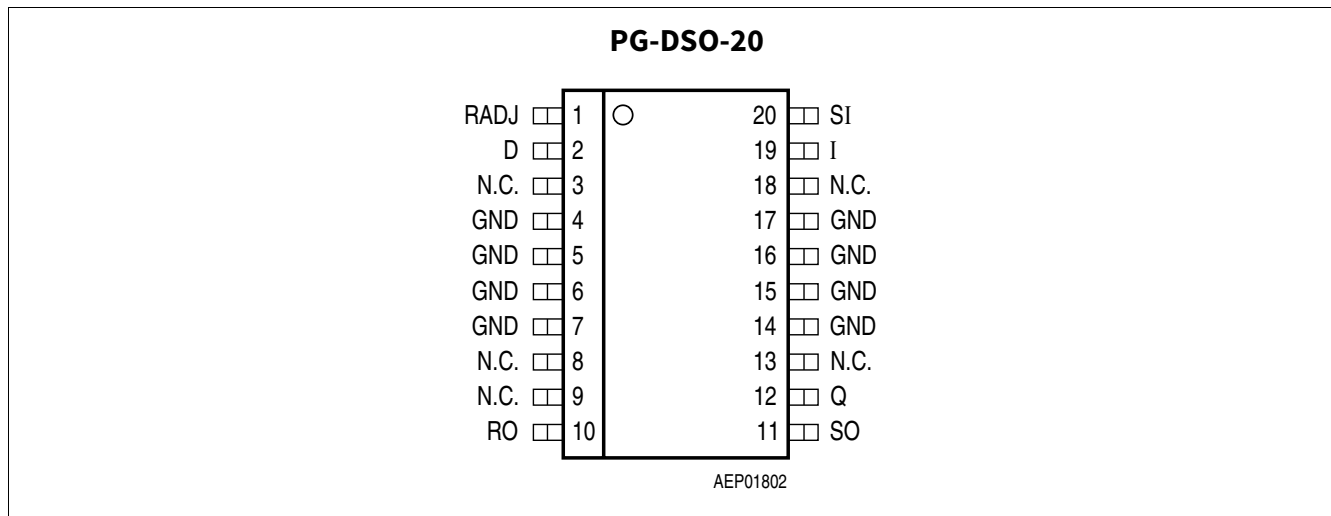 PG-DSO-20
RADJ 1 20 SI
D 2 19 I
N.C. 3 18 N.C.
GND 4 17 GND
GND 5 16 GND
GND 6 15 GND
GND 7 14 GND
N.C. 8 13 N.C.
N.C. 9 12 Q
RO 10 11 SO
AEP01802